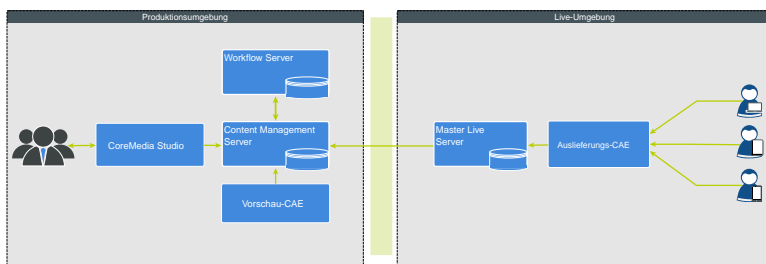 Produktionsumgebung
Live-Umgebung
Workflow Server
CoreMedia Studio
Content Management
Server
Vorschau-CAE
Master Live
Server
Auslieferungs-CAE